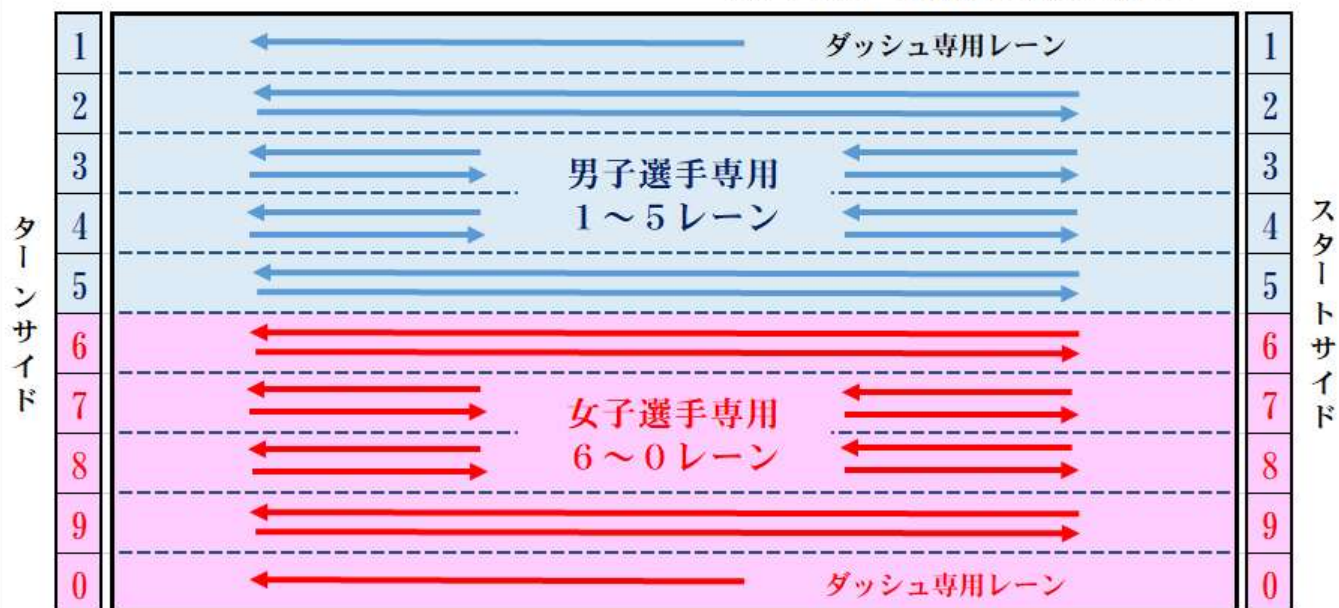 1 ダッシュ専用レーン 1
2 2
3 3
男子選手専用
1～5レーン
4 4
5 5
6 6
7 7
女子選手専用
6～0レーン
8 8
9 9
0 ダッシュ専用レーン 0
ターンサイド
スタートサイド